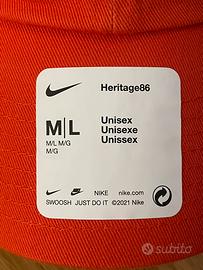 Heritage86
M|L
M/L M/G
M/G
Unisex
Unisexe
Unissex
NIKE nike.com
SWOOSH JUST DO IT ©2021 Nike
subito